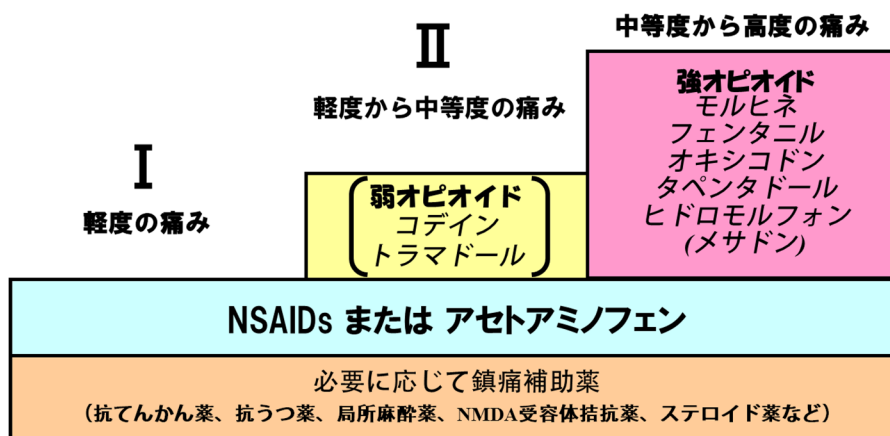 Ⅰ
軽度の痛み
Ⅱ
軽度から中等度の痛み
中等度から高度の痛み
弱オピオイド
コデイン
トラマドール
強オピオイド
モルヒネ
フェンタニル
オキシコドン
タペンタドール
ヒドロモルフォン
(メサドン)
NSAIDs または アセトアミノフェン
必要に応じて鎮痛補助薬
（抗てんかん薬、抗うつ薬、局所麻酔薬、NMDA受容体拮抗薬、ステロイド薬など）